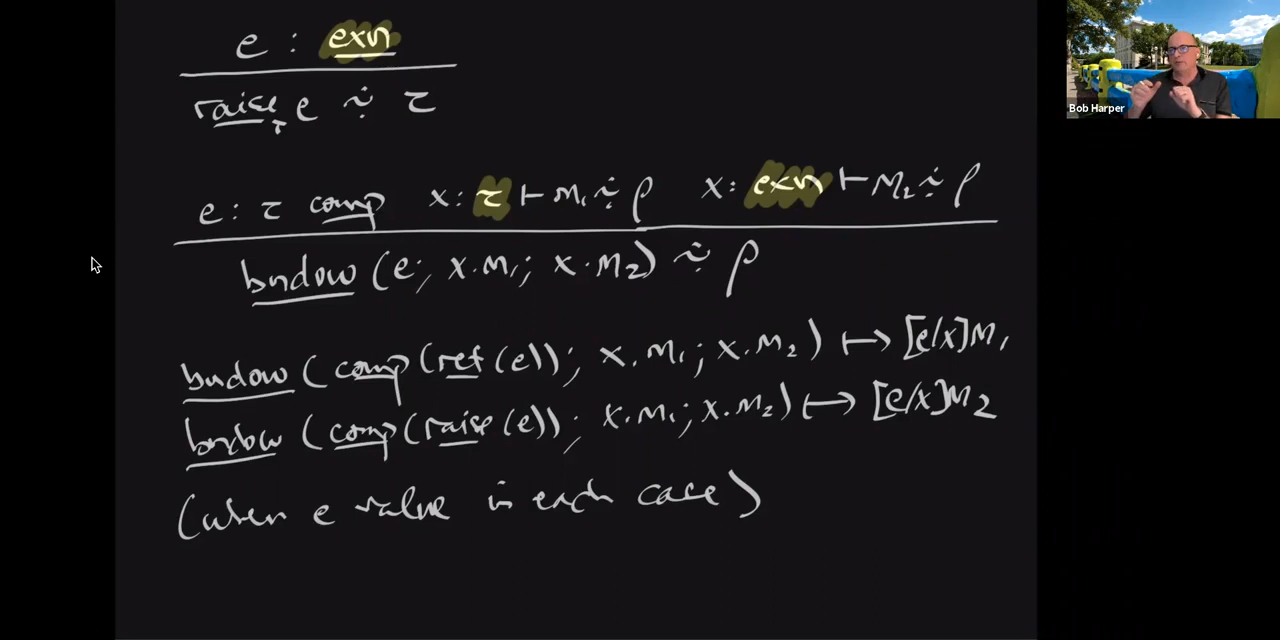 e : exn
Bob Harper
raise_τ e ∻ τ
e : τ comp x : τ ⊢ m₁ ∻ ρ x : exn ⊢ m₂ ∻ ρ
bndow (e; x.m₁; x.m₂) ∻ ρ
bndow (comp (ret (e)); x.m₁; x.m₂) ↦ [e/x]m₁
bndow (comp (raise (e)); x.m₁; x.m₂) ↦ [e/x]m₂
(when e value in each case)